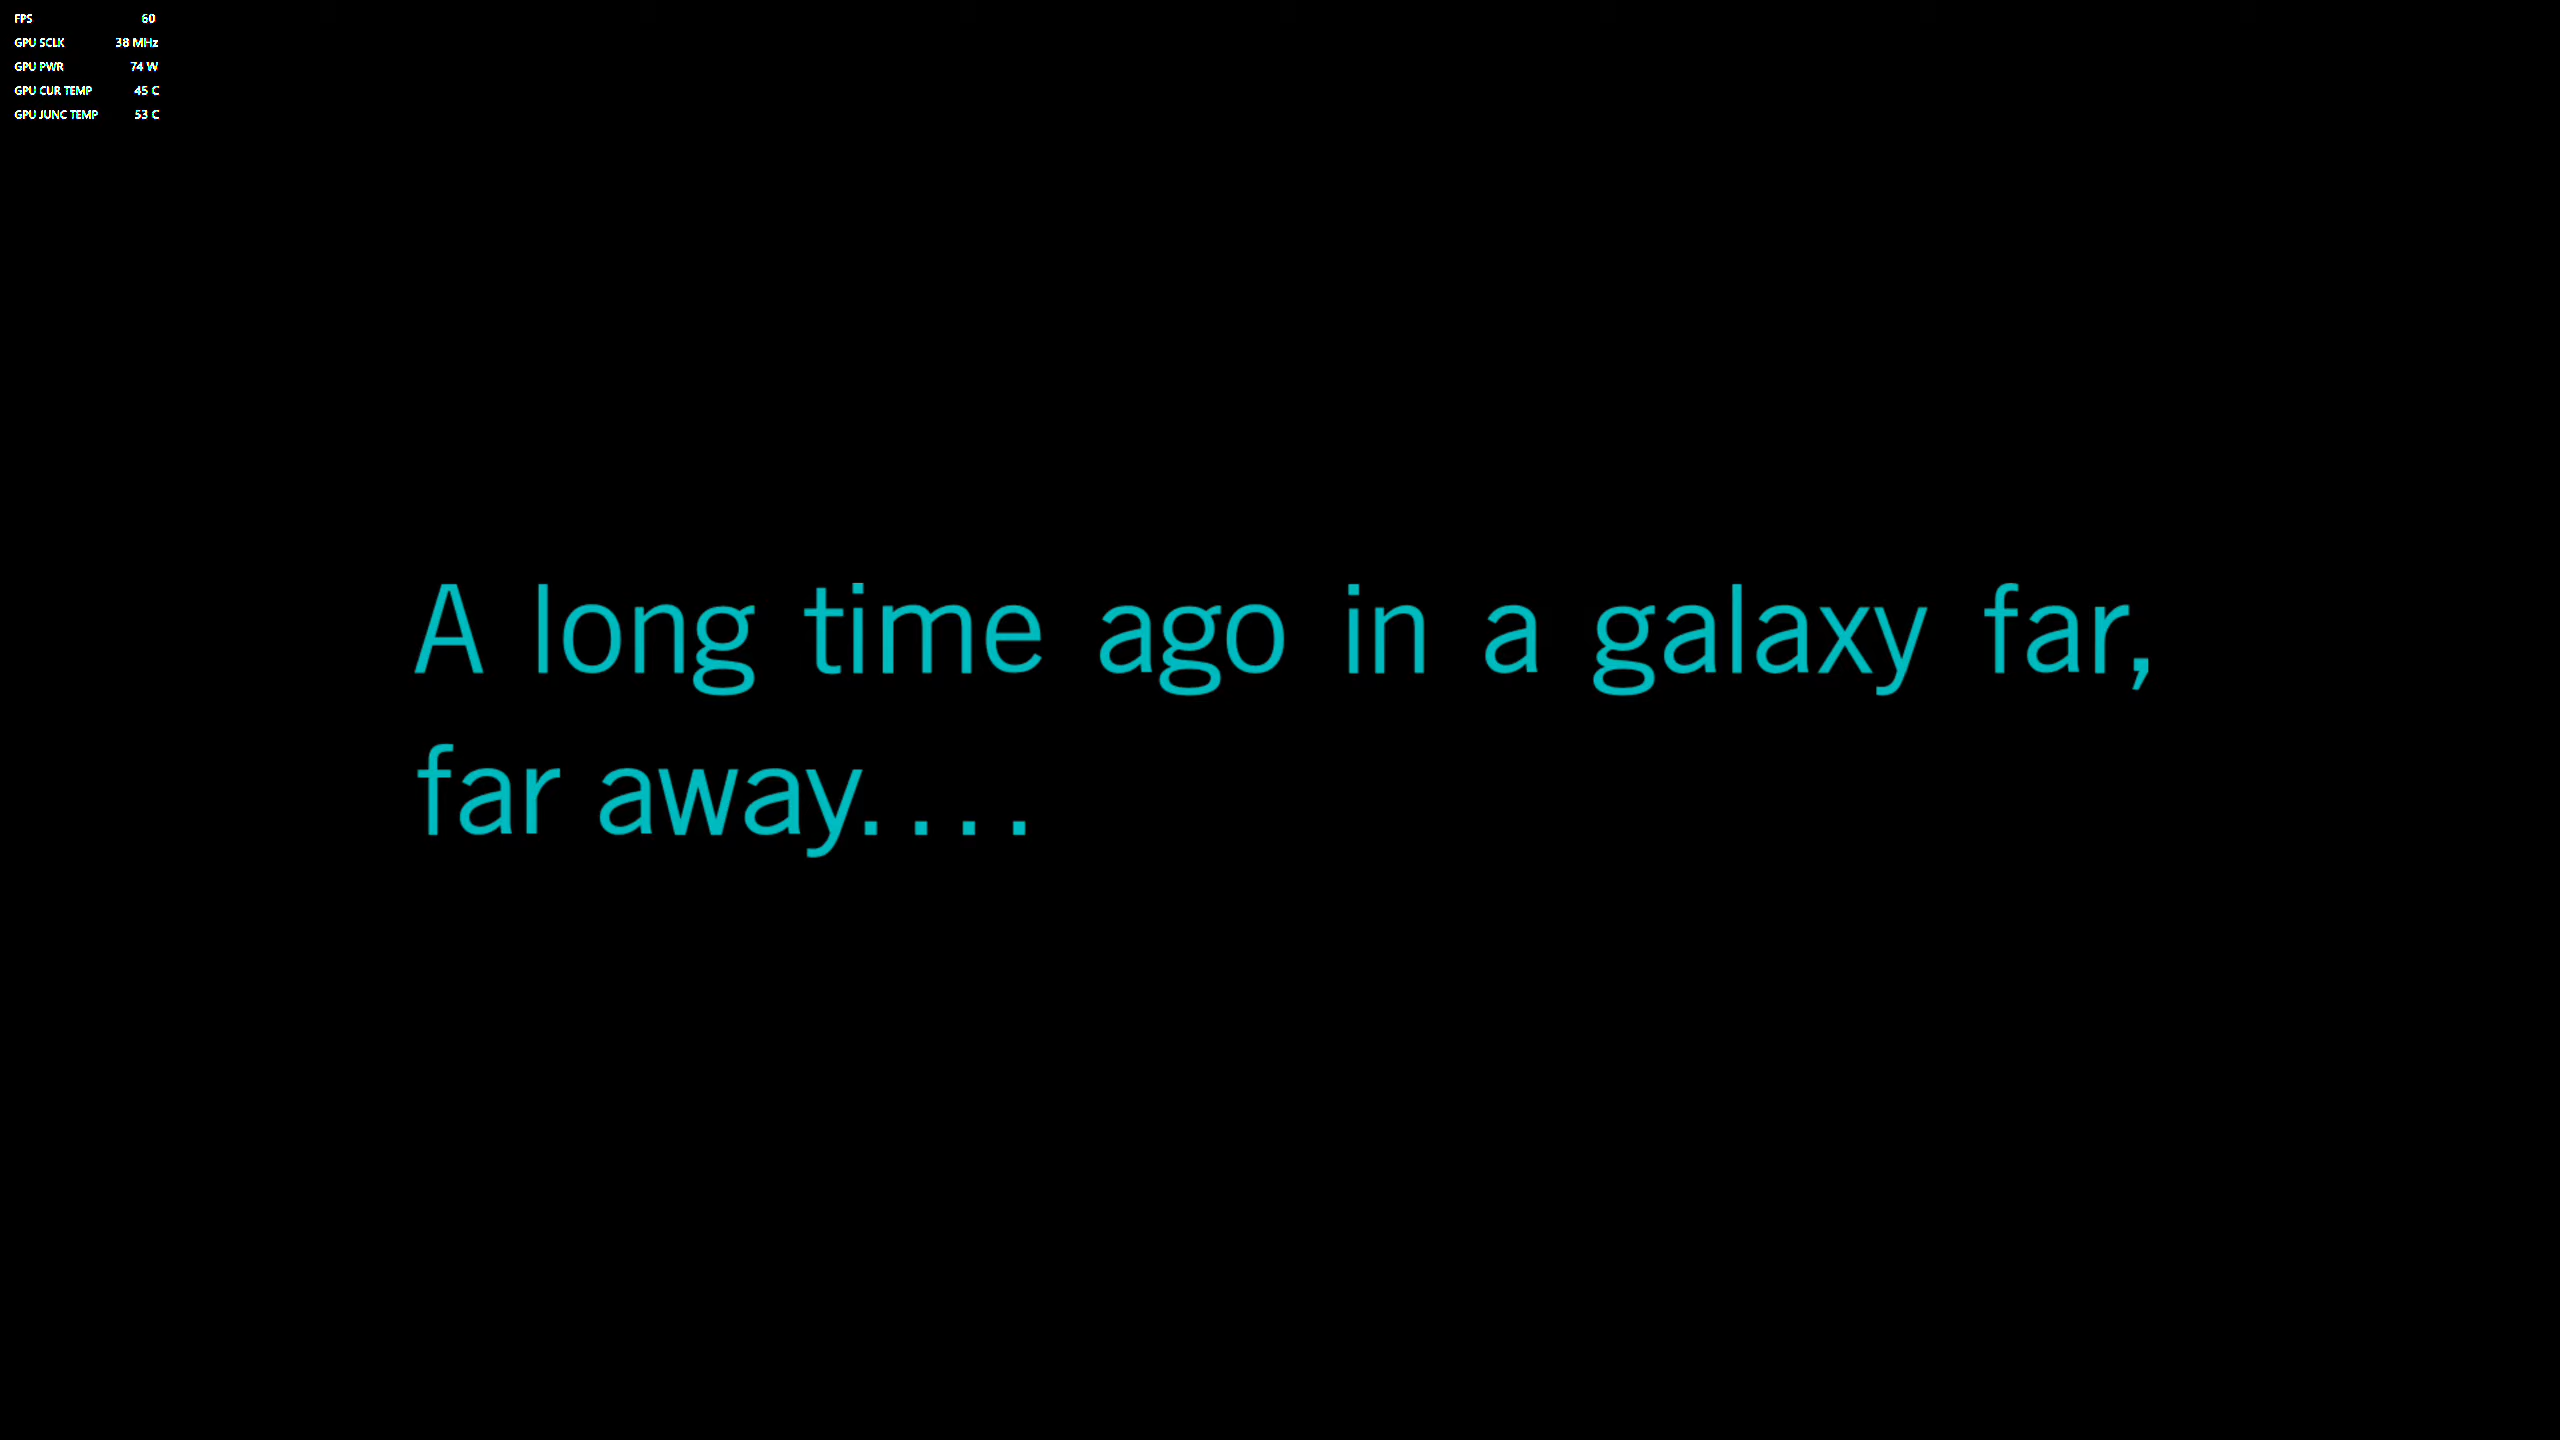 FPS 60
GPU SCLK 38 MHz
GPU PWR 74 W
GPU CUR TEMP 45 C
GPU JUNC TEMP 53 C
A long time ago in a galaxy far,
far away....